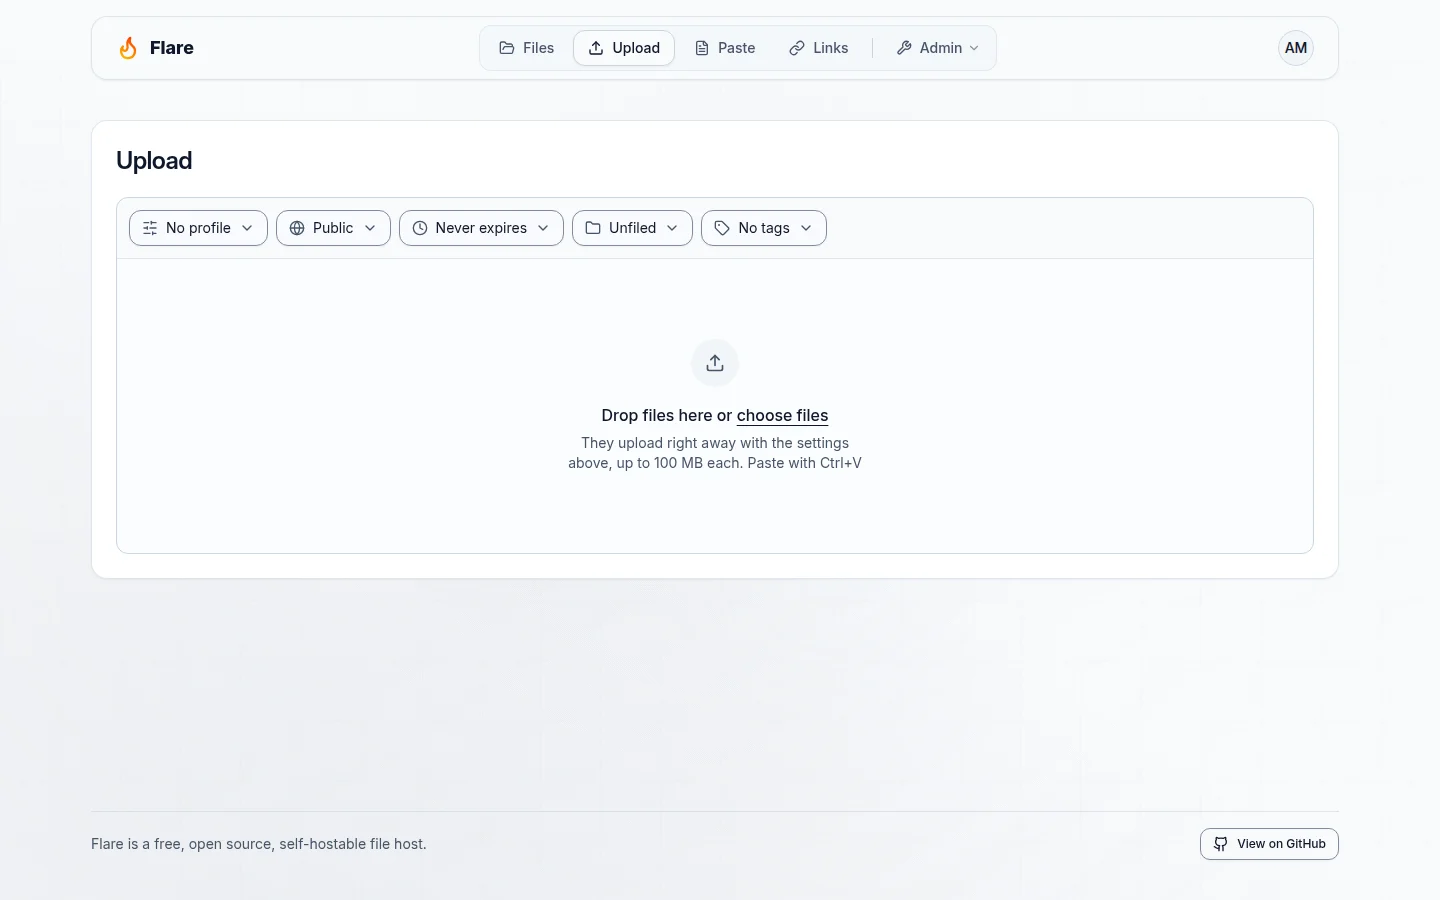 Flare
Files
Upload
Paste
Links
Admin
AM
Upload
No profile
Public
Never expires
Unfiled
No tags
Drop files here or choose files
They upload right away with the settings
above, up to 100 MB each. Paste with Ctrl+V
Flare is a free, open source, self-hostable file host.
View on GitHub